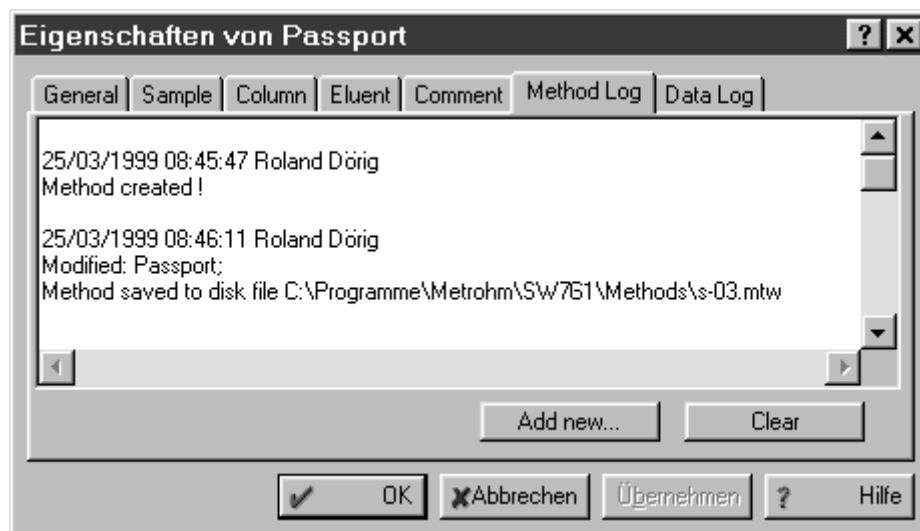 Eigenschaften von Passport
General Sample Column Eluent Comment Method Log Data Log
25/03/1999 08:45:47 Roland Dörig
Method created !
25/03/1999 08:46:11 Roland Dörig
Modified: Passport;
Method saved to disk file C:\Programme\Metrohm\SW761\Methods\s-03.mtw
Add new... Clear
OK Abbrechen Übernehmen ? Hilfe